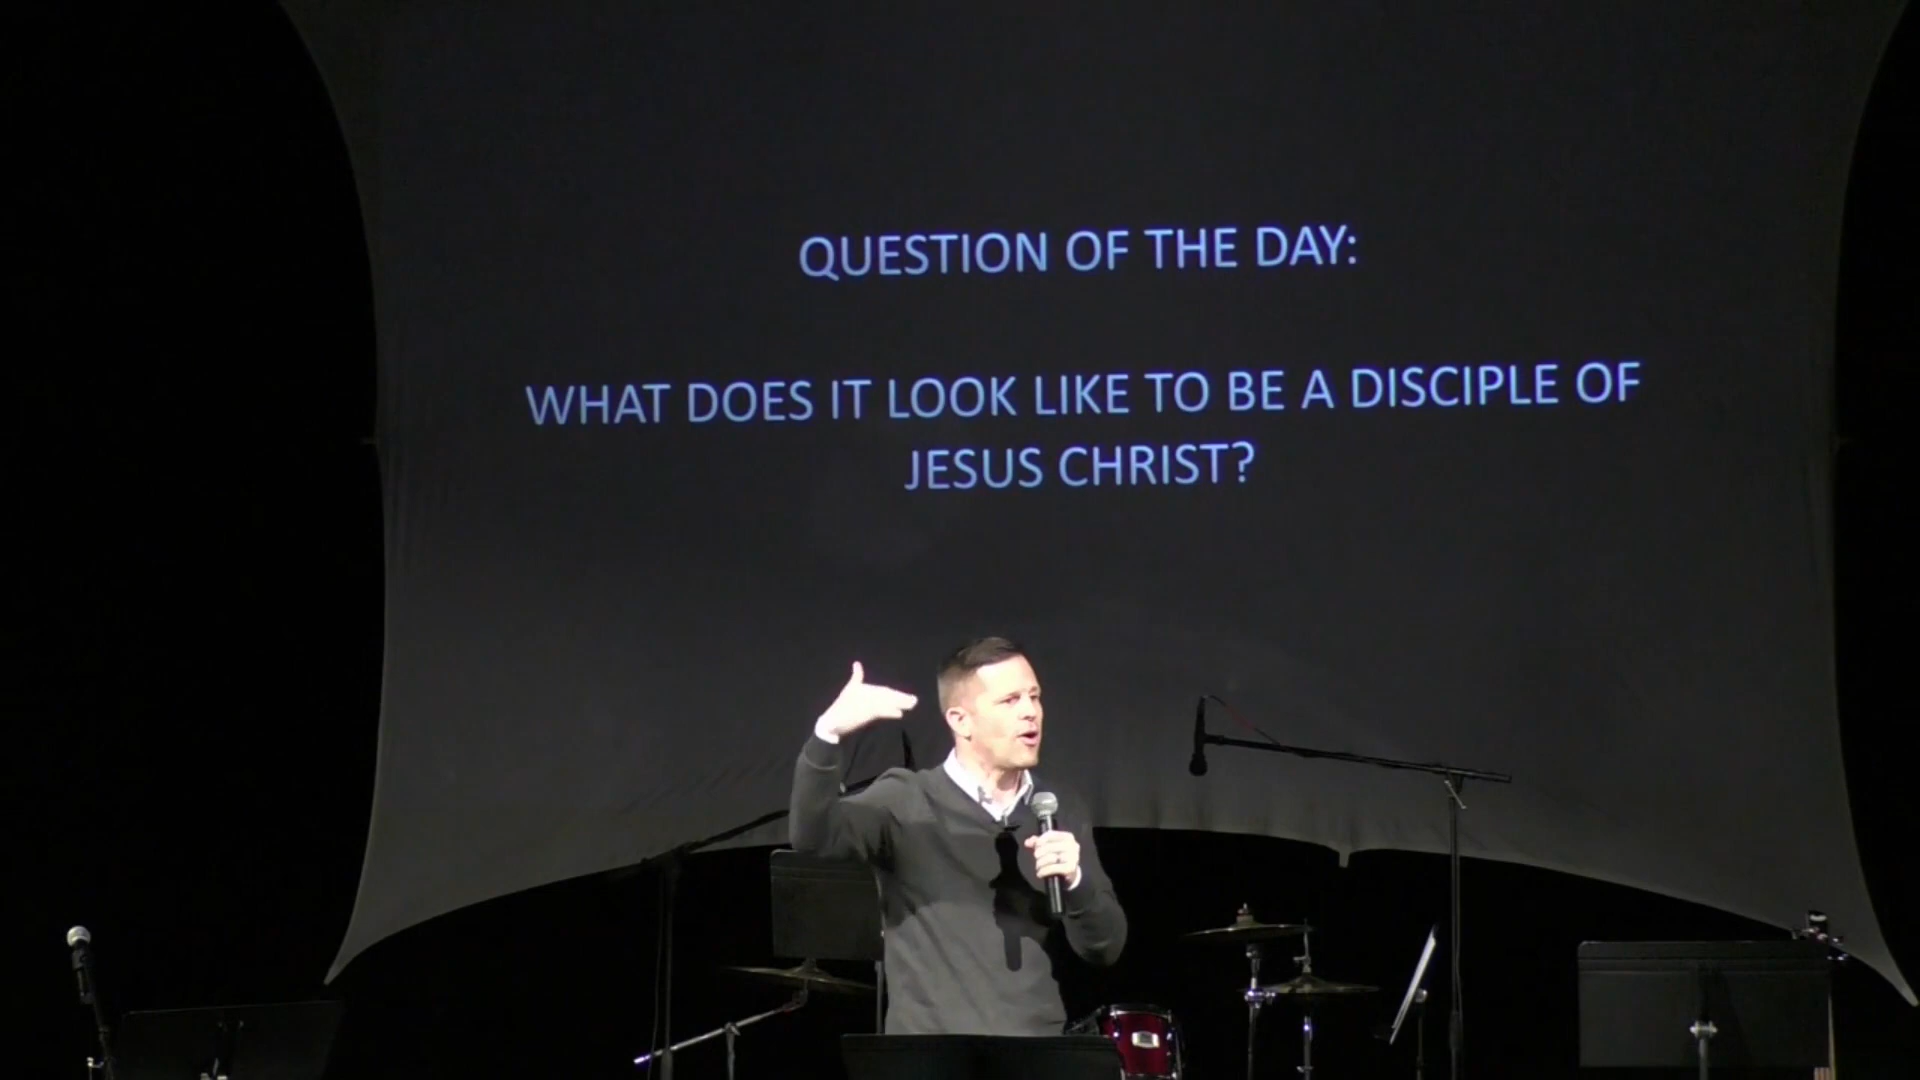 QUESTION OF THE DAY:
WHAT DOES IT LOOK LIKE TO BE A DISCIPLE OF
JESUS CHRIST?